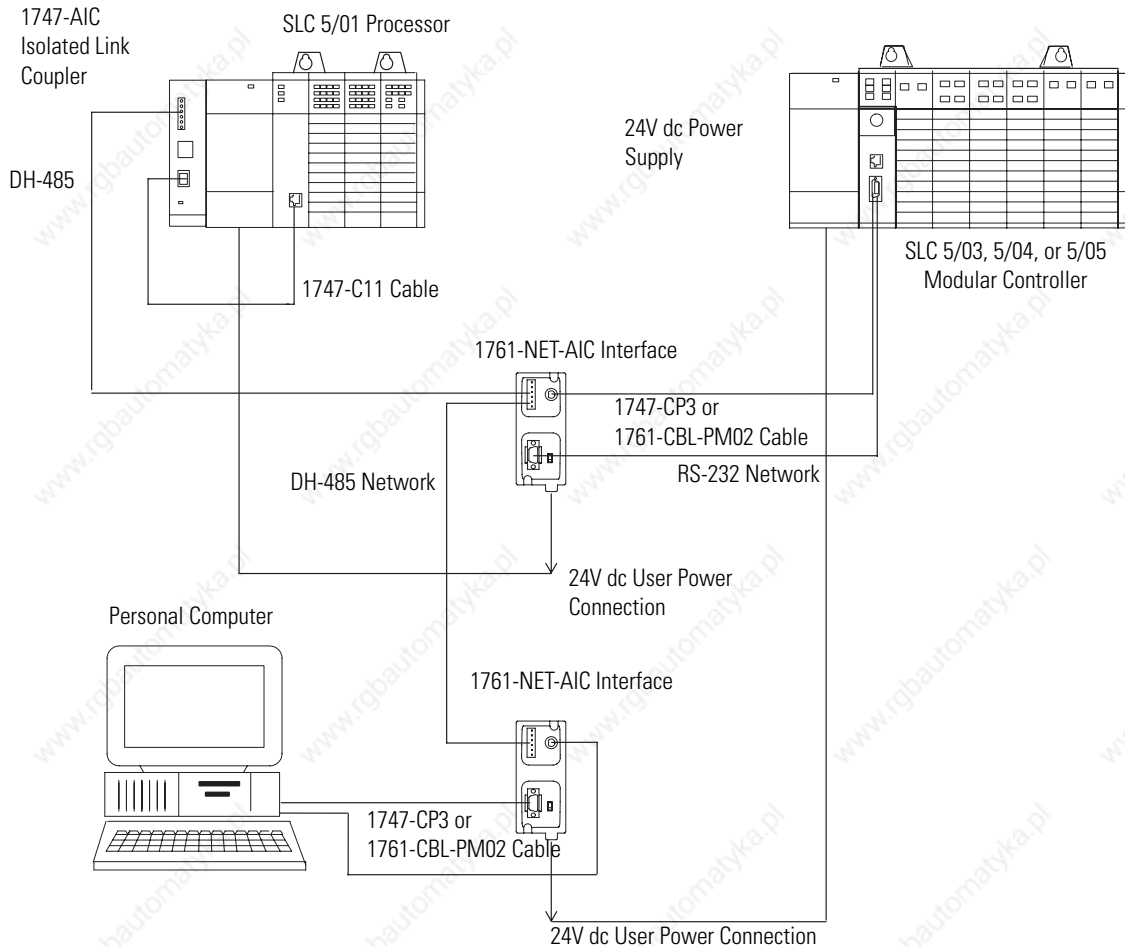 1747-AIC
Isolated Link
Coupler
SLC 5/01 Processor
24V dc Power
Supply
DH-485
SLC 5/03, 5/04, or 5/05
Modular Controller
1747-C11 Cable
1761-NET-AIC Interface
1747-CP3 or
1761-CBL-PM02 Cable
RS-232 Network
DH-485 Network
24V dc User Power
Connection
Personal Computer
1761-NET-AIC Interface
1747-CP3 or
1761-CBL-PM02 Cable
24V dc User Power Connection
www.rgbautomatyka.pl